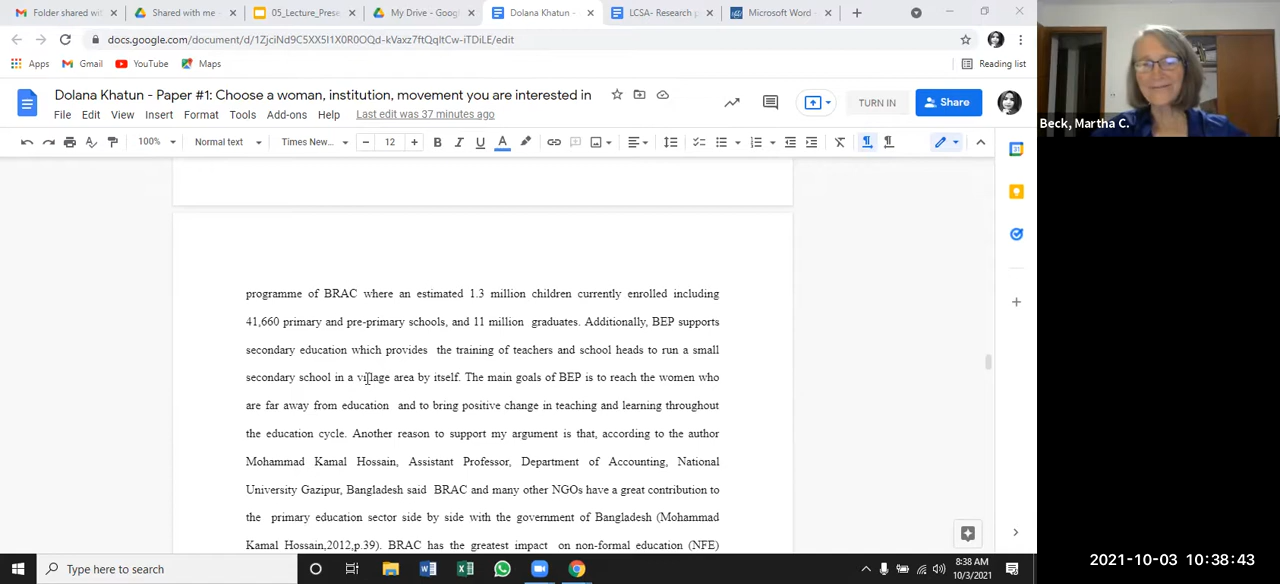 Folder shared wit
Shared with me -
05_Lecture_Prese
My Drive - Googl
Dolana Khatun -
LCSA- Research p
Microsoft Word -
docs.google.com/document/d/1ZjciNd9C5XX5I1X0R0OQd-kVaxz7ftQqItCw-iTDiLE/edit
Apps
Gmail
YouTube
Maps
Reading list
Dolana Khatun - Paper #1: Choose a woman, institution, movement you are interested in
TURN IN
Share
File Edit View Insert Format Tools Add-ons Help Last edit was 37 minutes ago
100% Normal text Times New... 12
Beck, Martha C.
programme of BRAC where an estimated 1.3 million children currently enrolled including
41,660 primary and pre-primary schools, and 11 million graduates. Additionally, BEP supports
secondary education which provides the training of teachers and school heads to run a small
secondary school in a village area by itself. The main goals of BEP is to reach the women who
are far away from education and to bring positive change in teaching and learning throughout
the education cycle. Another reason to support my argument is that, according to the author
Mohammad Kamal Hossain, Assistant Professor, Department of Accounting, National
University Gazipur, Bangladesh said BRAC and many other NGOs have a great contribution to
the primary education sector side by side with the government of Bangladesh (Mohammad
Kamal Hossain,2012,p.39). BRAC has the greatest impact on non-formal education (NFE)
Type here to search
8:38 AM
10/3/2021
2021-10-03 10:38:43